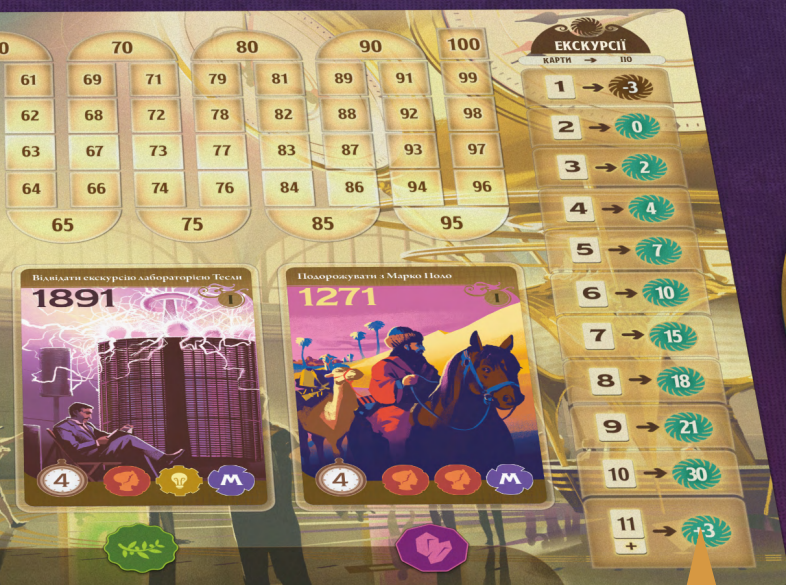 0 70 80 90 100
61 69 71 79 81 89 91 99
62 68 72 78 82 88 92 98
63 67 73 77 83 87 93 97
64 66 74 76 84 86 94 96
65 75 85 95
ЕКСКУРСІЇ
КАРТИ → ПО
1 → -3
2 → 0
3 → 2
4 → 4
5 → 7
6 → 10
7 → 15
8 → 18
9 → 21
10 → 30
11 + → +3
Відвідати екскурсію лабораторією Тесли
1891
I
4
M
Подорожувати з Марко Поло
1271
I
4
M